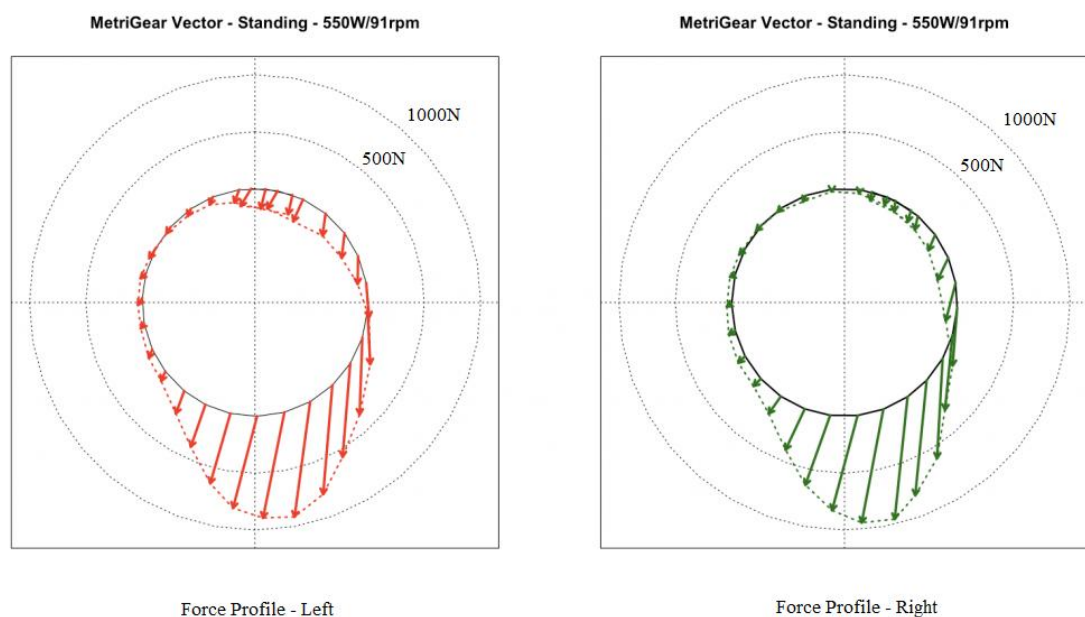 MetriGear Vector - Standing - 550W/91rpm
1000N
500N
Force Profile - Left
MetriGear Vector - Standing - 550W/91rpm
1000N
500N
Force Profile - Right